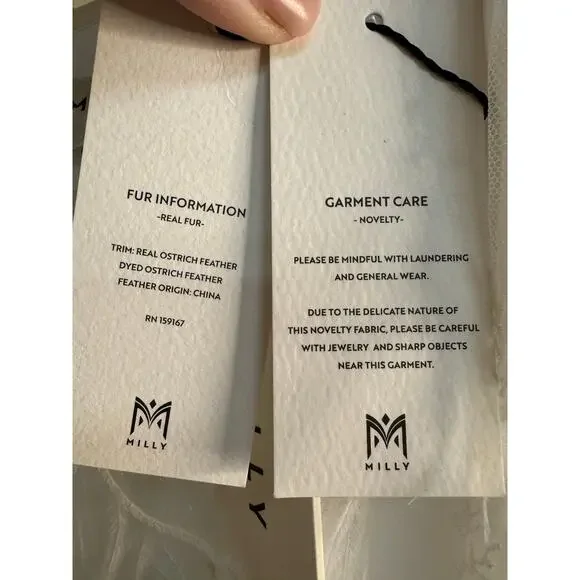 FUR INFORMATION
-REAL FUR-
TRIM: REAL OSTRICH FEATHER
DYED OSTRICH FEATHER
FEATHER ORIGIN: CHINA
RN 159167
MILLY
GARMENT CARE
- NOVELTY-
PLEASE BE MINDFUL WITH LAUNDERING
AND GENERAL WEAR.
DUE TO THE DELICATE NATURE OF
THIS NOVELTY FABRIC, PLEASE BE CAREFUL
WITH JEWELRY AND SHARP OBJECTS
NEAR THIS GARMENT.
MILLY